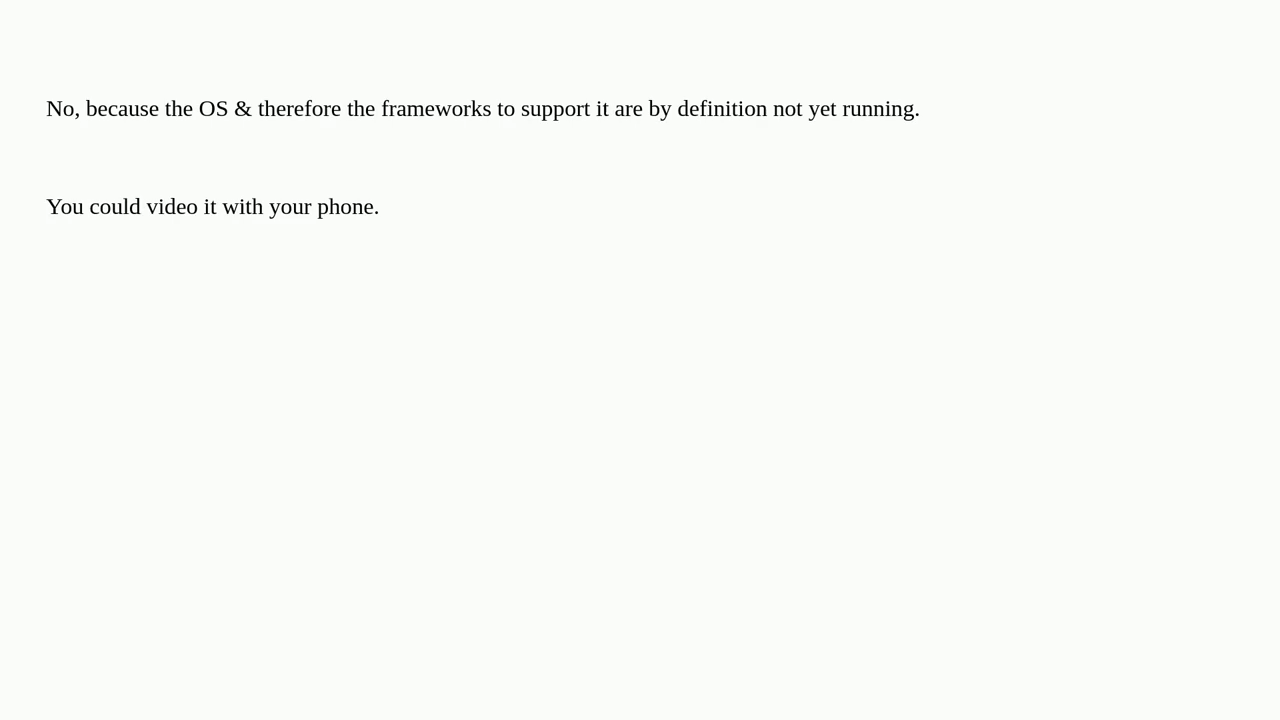 No, because the OS & therefore the frameworks to support it are by definition not yet running.
You could video it with your phone.